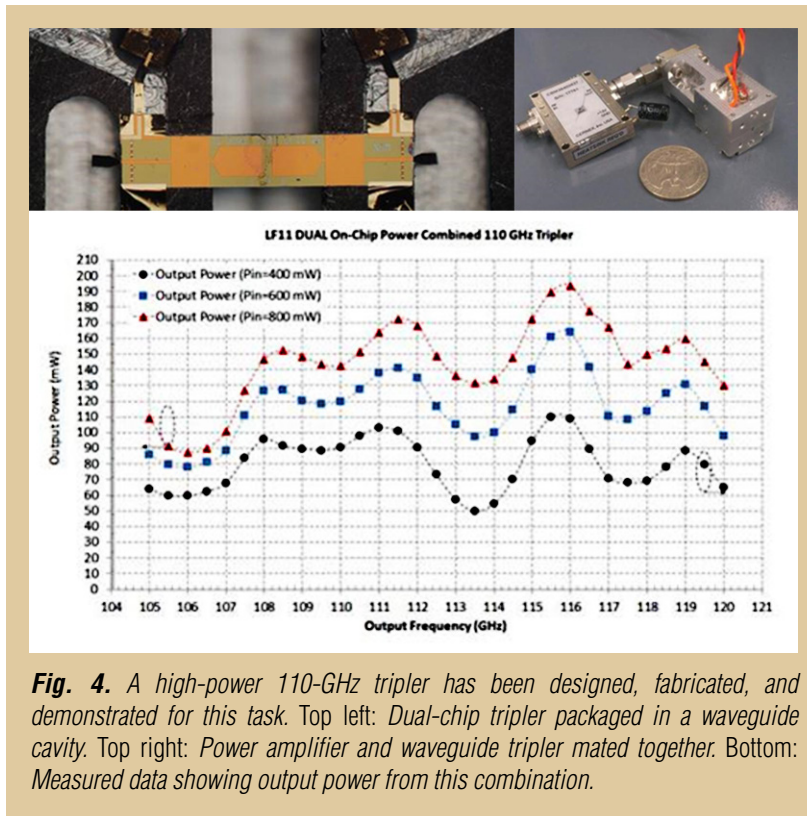 LF11 DUAL On-Chip Power Combined 110 GHz Tripler
Output Power (mW)
210
200
190
180
170
160
150
140
130
120
110
100
90
80
70
60
50
40
30
20
10
0
Output Power (Pin=400 mW)
Output Power (Pin=600 mW)
Output Power (Pin=800 mW)
104 105 106 107 108 109 110 111 112 113 114 115 116 117 118 119 120 121
Output Frequency (GHz)
Fig. 4. A high-power 110-GHz tripler has been designed, fabricated, and
demonstrated for this task. Top left: Dual-chip tripler packaged in a waveguide
cavity. Top right: Power amplifier and waveguide tripler mated together. Bottom:
Measured data showing output power from this combination.